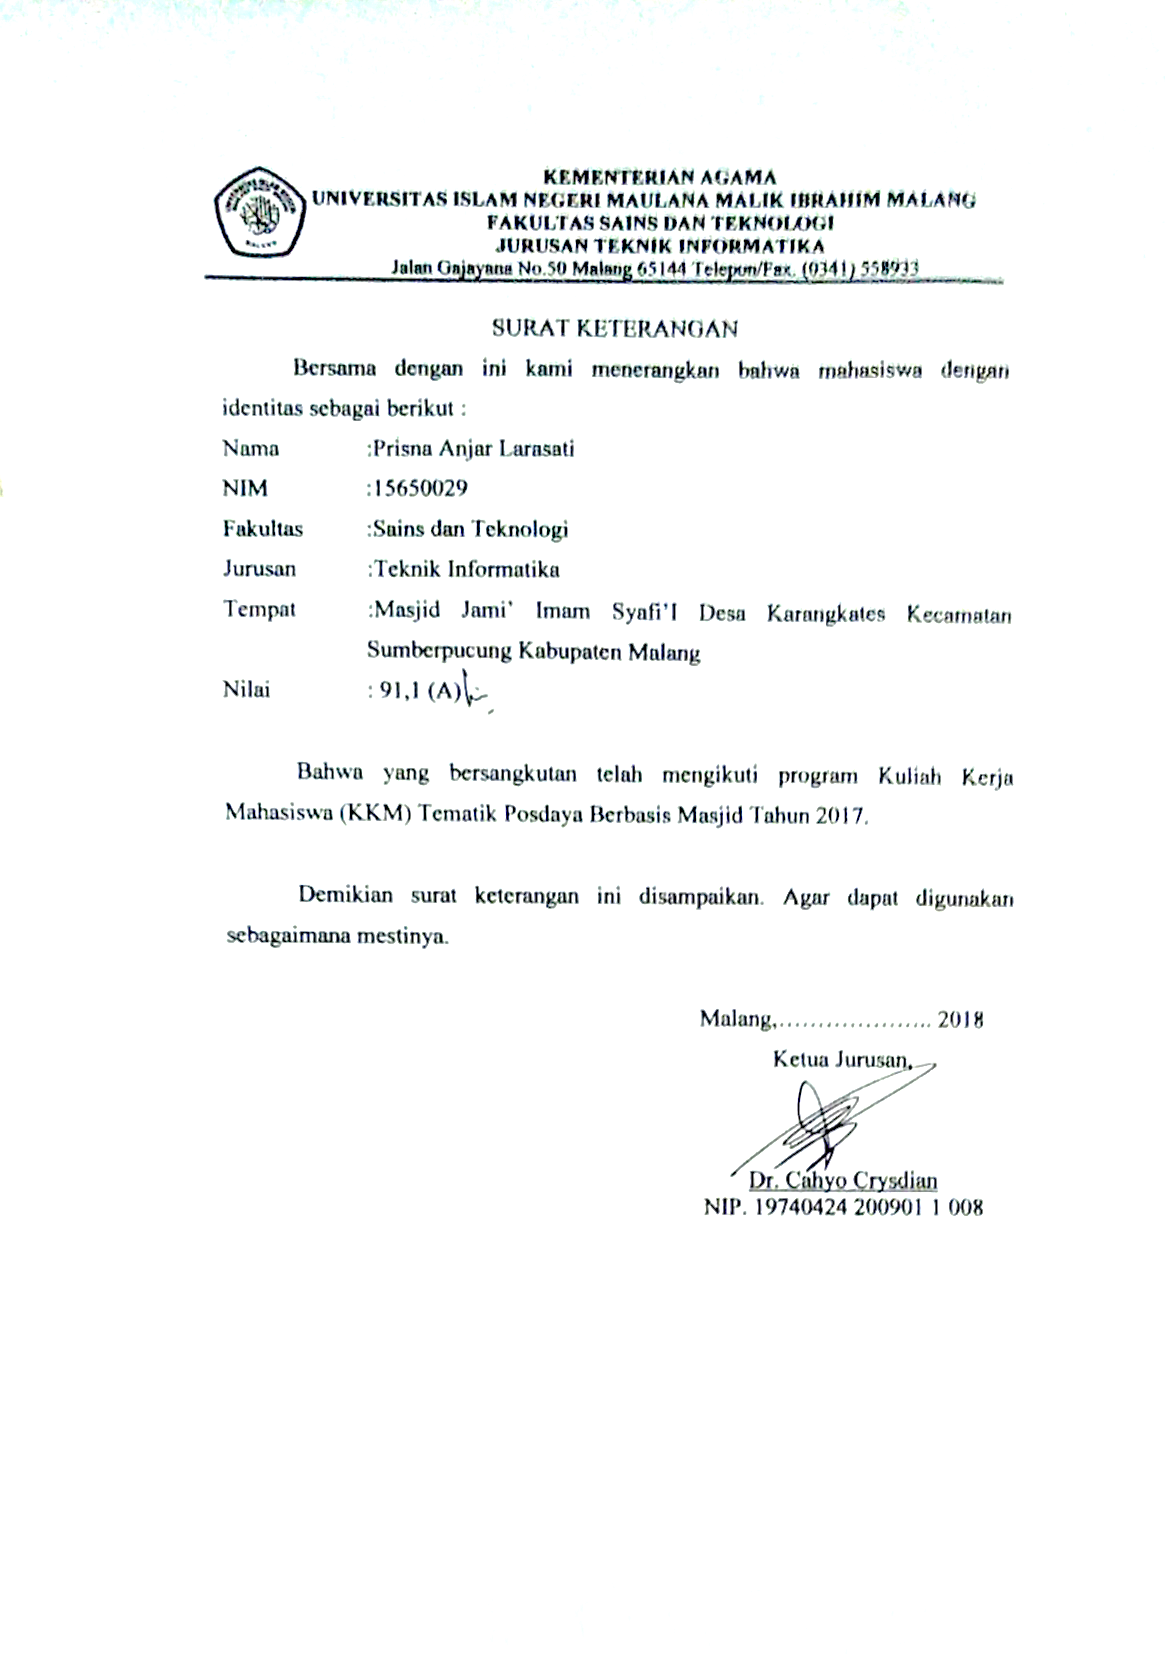 KEMENTERIAN AGAMA
UNIVERSITAS ISLAM NEGERI MAULANA MALIK IBRAHIM MALANG
FAKULTAS SAINS DAN TEKNOLOGI
JURUSAN TEKNIK INFORMATIKA
Jalan Gajayana No.50 Malang 65144 Telepon/Fax. (0341) 558933
MALANG
SURAT KETERANGAN
Bersama dengan ini kami menerangkan bahwa mahasiswa dengan
identitas sebagai berikut :
Nama :Prisna Anjar Larasati
NIM :15650029
Fakultas :Sains dan Teknologi
Jurusan :Teknik Informatika
Tempat :Masjid Jami' Imam Syafi'I Desa Karangkates Kecamatan
Sumberpucung Kabupaten Malang
Nilai : 91,1 (A)
Bahwa yang bersangkutan telah mengikuti program Kuliah Kerja
Mahasiswa (KKM) Tematik Posdaya Berbasis Masjid Tahun 2017.
Demikian surat keterangan ini disampaikan. Agar dapat digunakan
sebagaimana mestinya.
Malang,.................... 2018
Ketua Jurusan,
Dr. Cahyo Crysdian
NIP. 19740424 200901 1 008